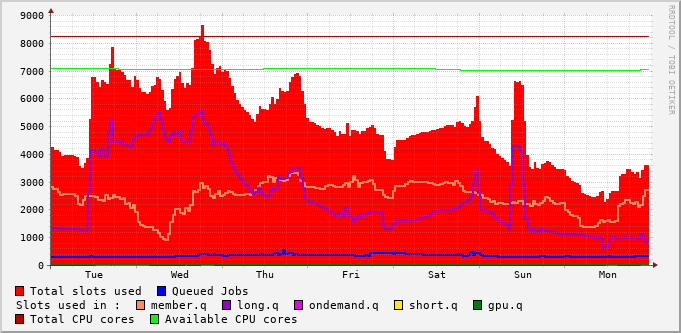 RRDTOOL / TOBI OETIKER
9000
8000
7000
6000
5000
4000
3000
2000
1000
0
Tue Wed Thu Fri Sat Sun Mon
Total slots used Queued Jobs
Slots used in : member.q long.q ondemand.q short.q gpu.q
Total CPU cores Available CPU cores